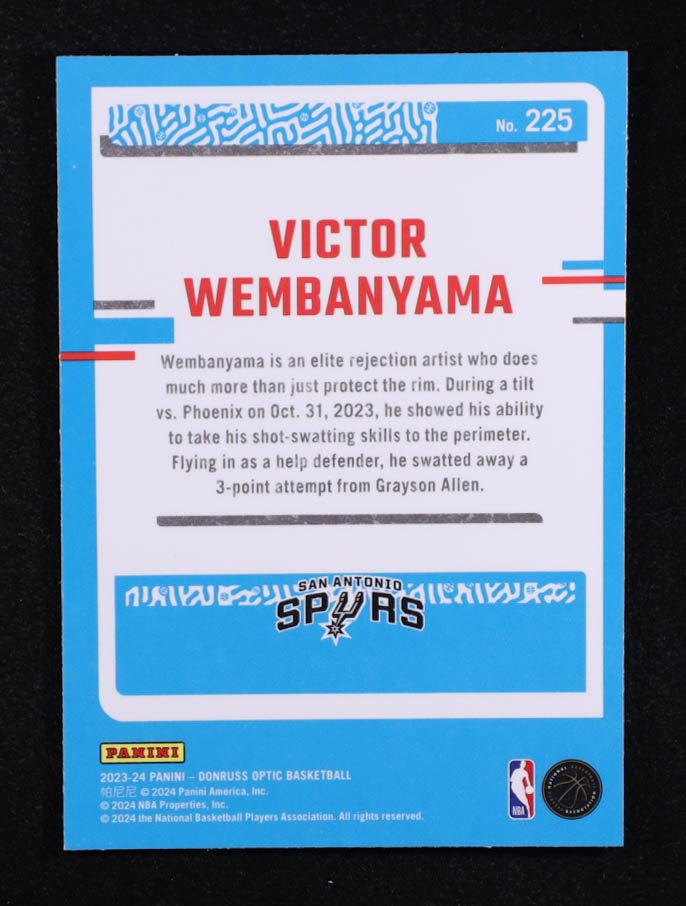 No. 225
VICTOR
WEMBANYAMA
Wembanyama is an elite rejection artist who does
much more than just protect the rim. During a tilt
vs. Phoenix on Oct. 31, 2023, he showed his ability
to take his shot-swatting skills to the perimeter.
Flying in as a help defender, he swatted away a
3-point attempt from Grayson Allen.
SAN ANTONIO
SPURS
PANINI
2023-24 PANINI – DONRUSS OPTIC BASKETBALL
帕尼尼 © 2024 Panini America, Inc.
© 2024 NBA Properties, Inc.
© 2024 the National Basketball Players Association. All rights reserved.
NBA